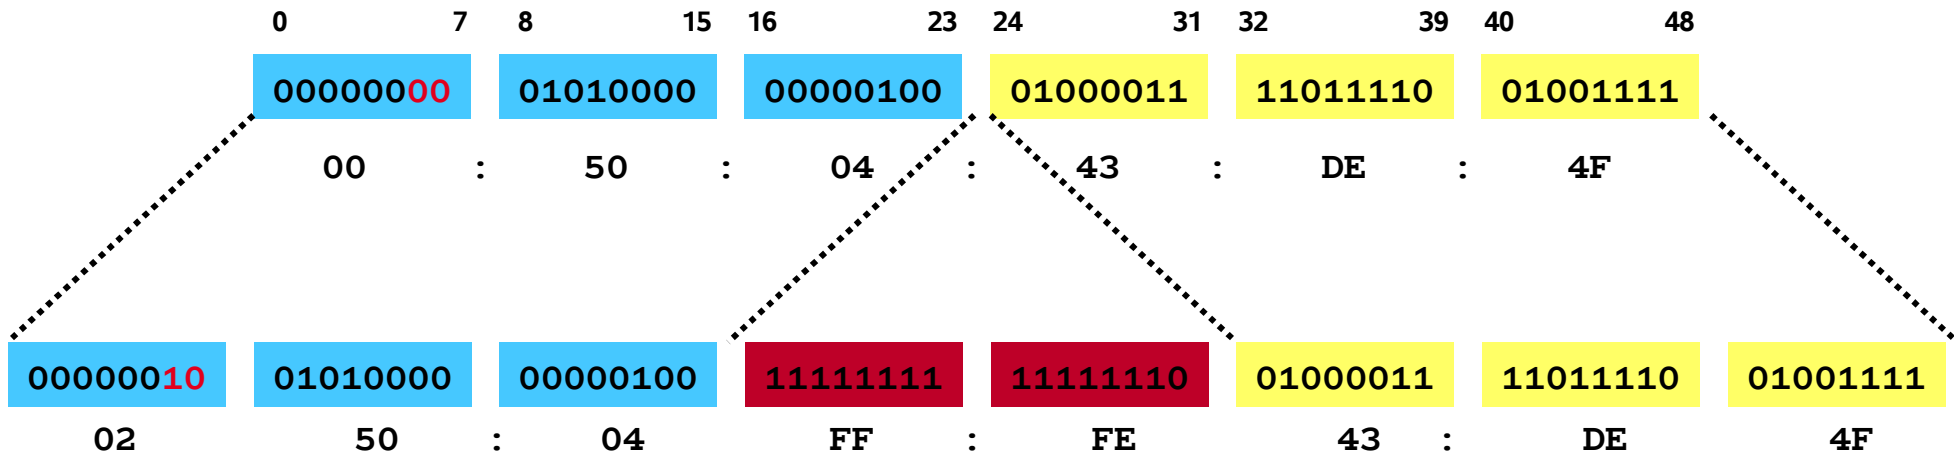 0 7 8 15 16 23 24 31 32 39 40 48
00000000 01010000 00000100 01000011 11011110 01001111
00 : 50 : 04 : 43 : DE : 4F
00000010 01010000 00000100 11111111 11111110 01000011 11011110 01001111
02 50 : 04 FF : FE 43 : DE 4F